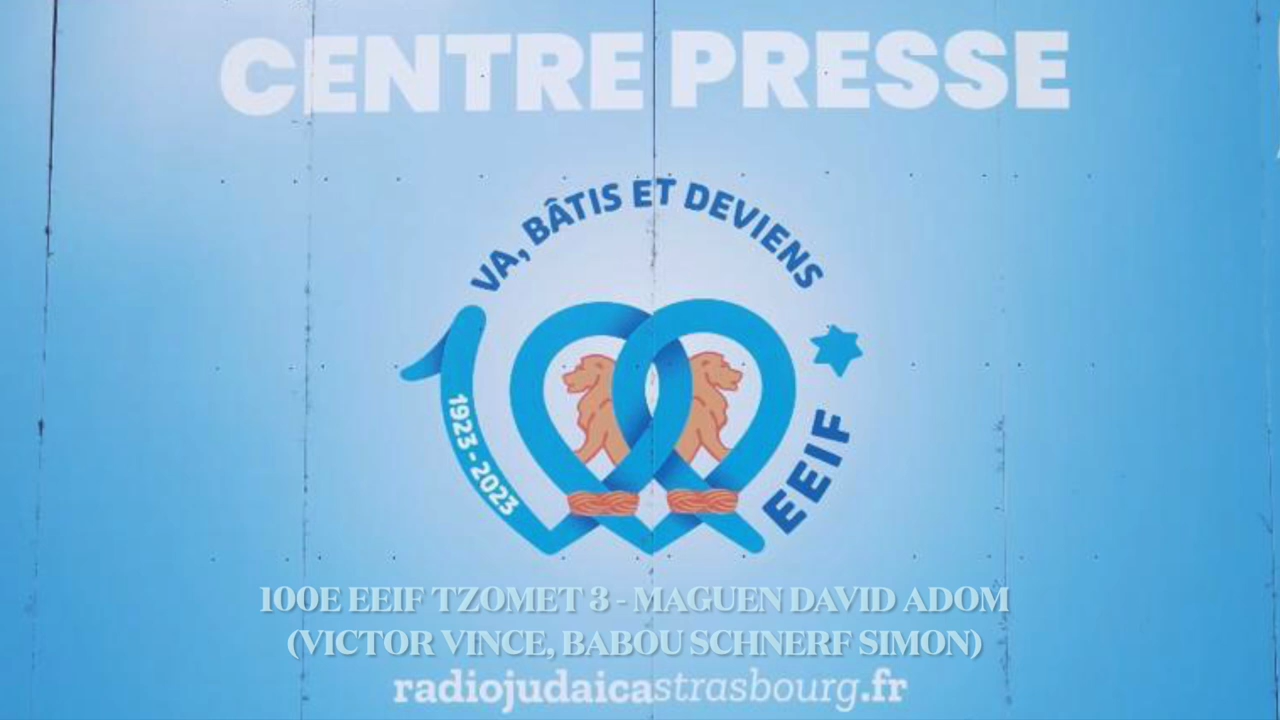 CENTRE PRESSE
VA, BÂTIS ET DEVIENS
1923 - 2023
EEIF
100E EEIF TZOMET 3 - MAGUEN DAVID ADOM
(VICTOR VINCE, BABOU SCHNERF SIMON)
radiojudaicastrasbourg.fr